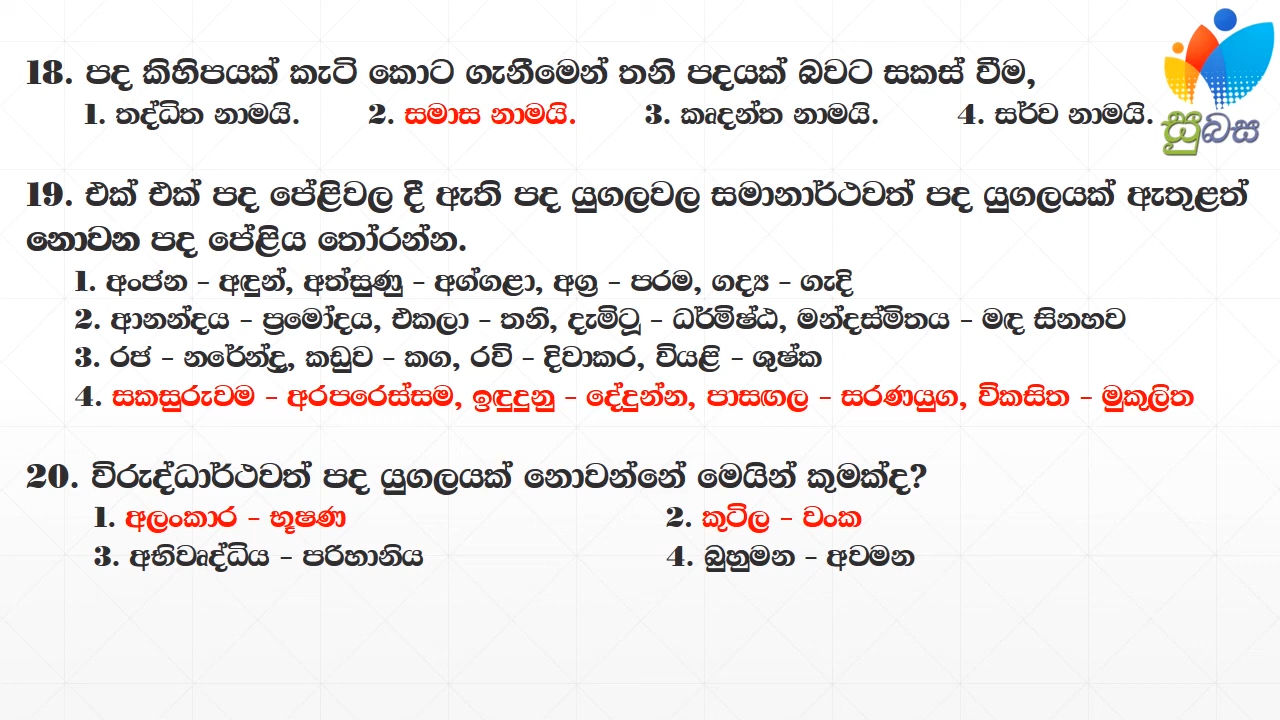 18. පද කිහිපයක් කැටි කොට ගැනීමෙන් තනි පදයක් බවට සකස් වීම,
1. තද්ධිත නාමයි. 2. සමාස නාමයි. 3. කෘදන්ත නාමයි. 4. සර්ව නාමයි.
සුබස
19. එක් එක් පද පේළිවල දී ඇති පද යුගලවල සමානාර්ථවත් පද යුගලයක් ඇතුළත්
නොවන පද පේළිය තෝරන්න.
1. අංජන - අඳුන්, අත්සුණු - අග්ගළා, අග්‍ර - පරම, ගද්‍ය - ගැදි
2. ආනන්දය - ප්‍රමෝදය, එකලා - තනි, දැමිටූ - ධර්මිෂ්ඨ, මන්දස්මිතය - මඳ සිනහව
3. රජ - නරේන්ද්‍ර, කඩුව - කග, රවි - දිවාකර, වියළි - ශුෂ්ක
4. සකසුරුවම - අරපරෙස්සම, ඉඳුදුනු - දේදුන්න, පාසඟල - සරණයුග, විකසිත - මුකුලිත
20. විරුද්ධාර්ථවත් පද යුගලයක් නොවන්නේ මෙයින් කුමක්ද?
1. අලංකාර - භූෂණ 2. කුටිල - වංක
3. අභිවෘද්ධිය - පරිහානිය 4. බුහුමන - අවමන